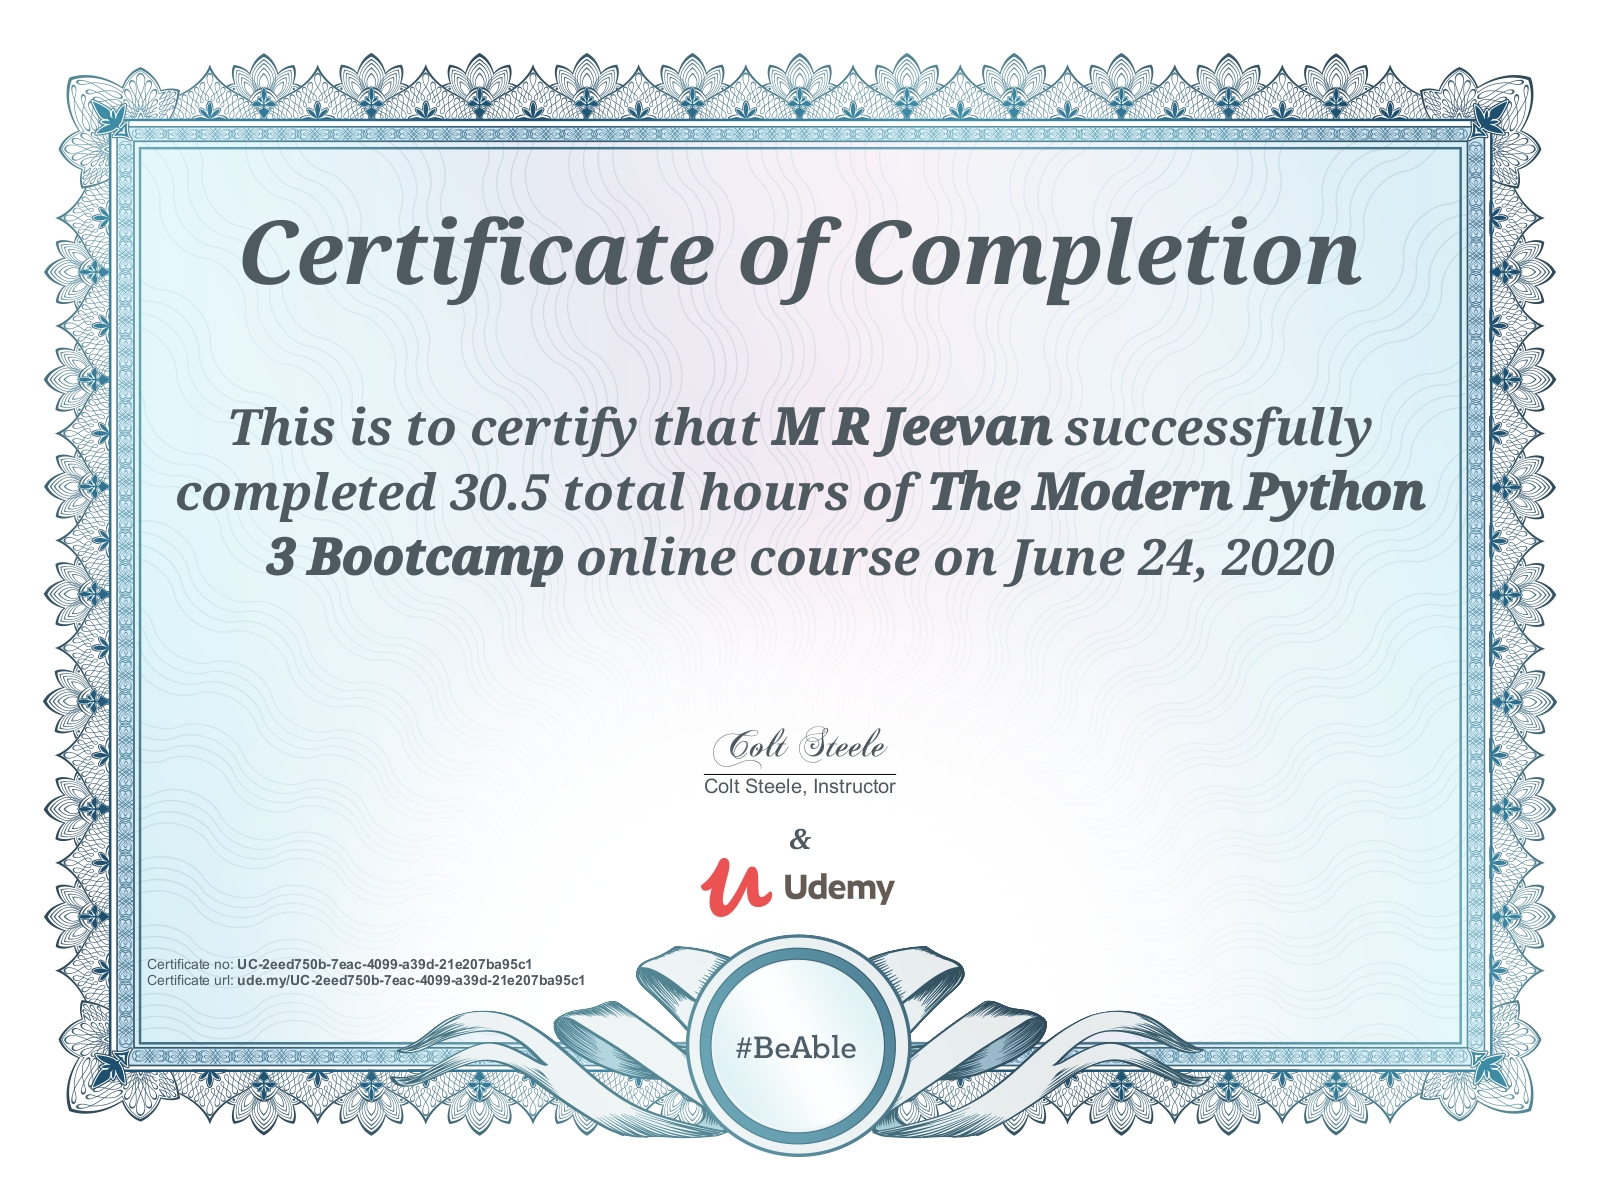 Certificate of Completion
This is to certify that M R Jeevan successfully
completed 30.5 total hours of The Modern Python
3 Bootcamp online course on June 24, 2020
Colt Steele
Colt Steele, Instructor
&
Udemy
Certificate no: UC-2eed750b-7eac-4099-a39d-21e207ba95c1
Certificate url: ude.my/UC-2eed750b-7eac-4099-a39d-21e207ba95c1
#BeAble